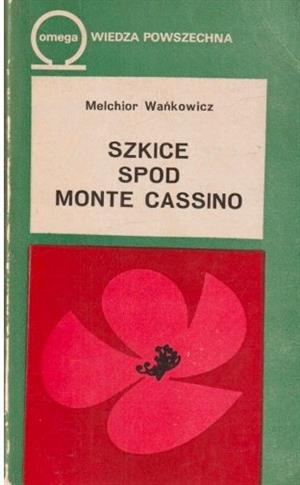 omega WIEDZA POWSZECHNA
Melchior Wańkowicz
SZKICE
SPOD
MONTE CASSINO